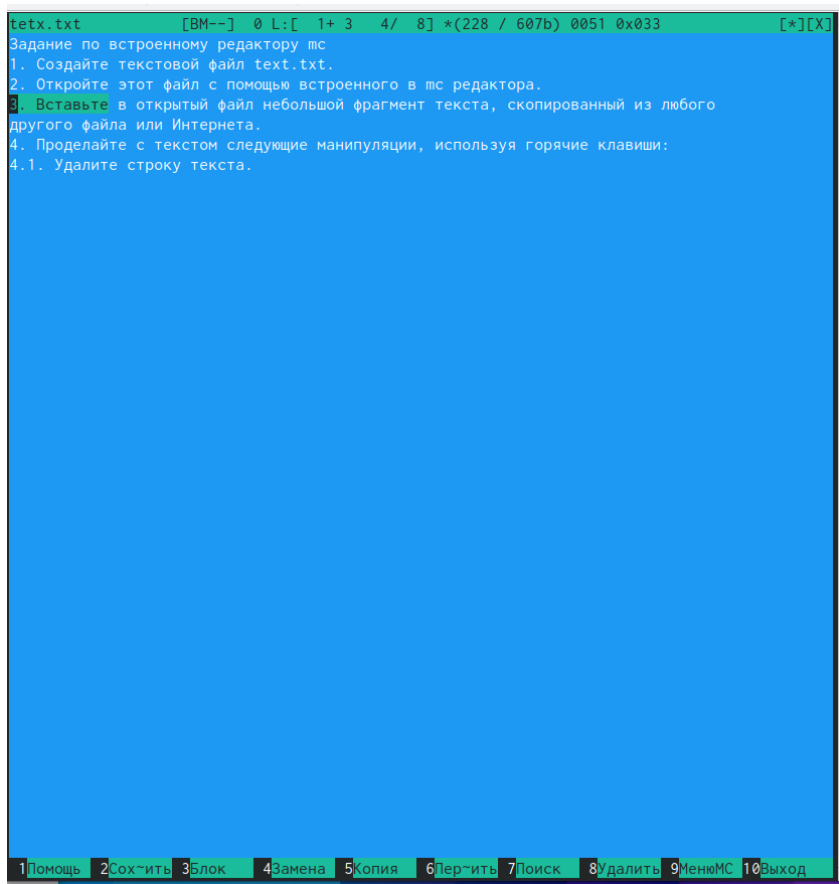 tetx.txt [BM--] 0 L:[ 1+ 3 4/ 8] *(228 / 607b) 0051 0x033 [*][X]
Задание по встроенному редактору mc
1. Создайте текстовой файл text.txt.
2. Откройте этот файл с помощью встроенного в mc редактора.
3. Вставьте в открытый файл небольшой фрагмент текста, скопированный из любого
другого файла или Интернета.
4. Проделайте с текстом следующие манипуляции, используя горячие клавиши:
4.1. Удалите строку текста.
1Помощь 2Сох~ить 3Блок 4Замена 5Копия 6Пер~ить 7Поиск 8Удалить 9МенюMC 10Выход